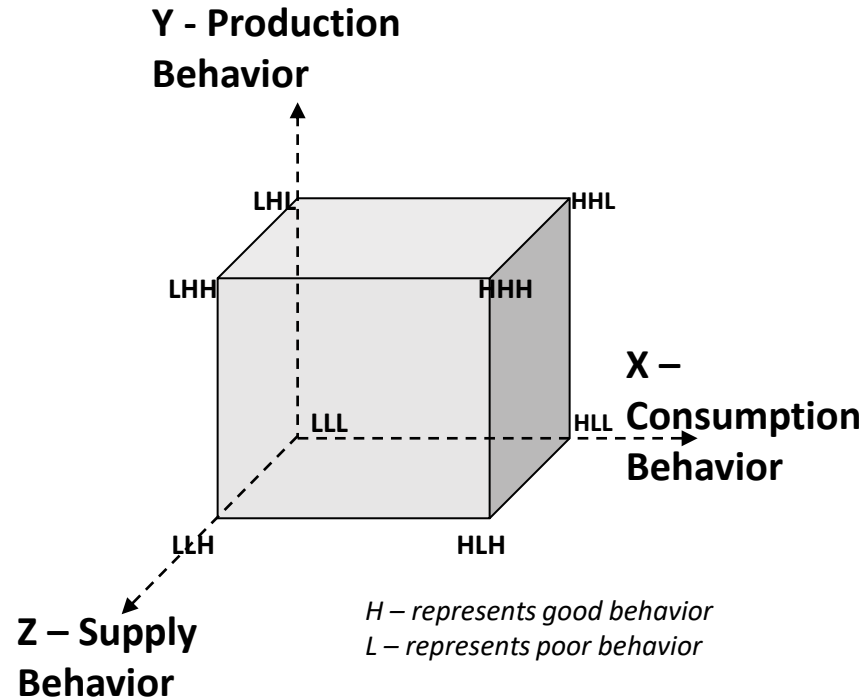 Y - Production
Behavior
LHL
HHL
LHH
HHH
X –
Consumption
Behavior
LLL
HLL
LLH
HLH
H – represents good behavior
L – represents poor behavior
Z – Supply
Behavior